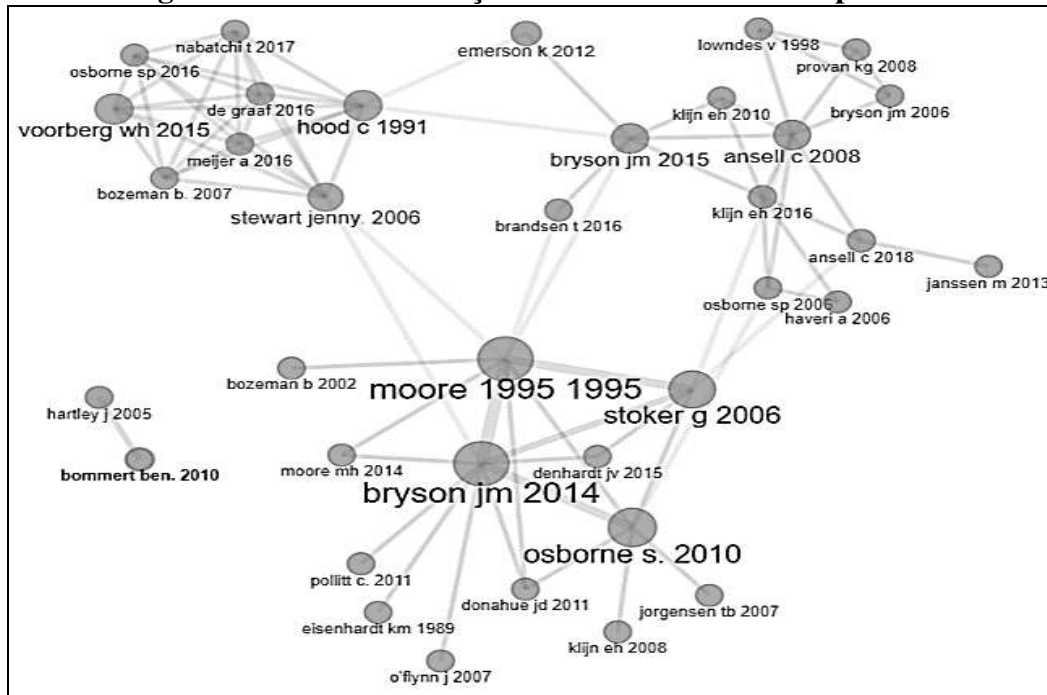 nabatchi t 2017
osborne sp 2016
de graaf 2016
voorberg wh 2015
hood c 1991
meijer a 2016
bozeman b. 2007
stewart jenny. 2006
emerson k 2012
lowndes v 1998
provan kg 2008
klijn eh 2010
bryson jm 2006
bryson jm 2015
ansell c 2008
brandsen t 2016
klijn eh 2016
ansell c 2018
janssen m 2013
osborne sp 2006
haveri a 2006
bozeman b 2002
moore 1995 1995
stoker g 2006
hartley j 2005
bommert ben. 2010
moore mh 2014
denhardt jv 2015
bryson jm 2014
osborne s. 2010
pollitt c. 2011
donahue jd 2011
jorgensen tb 2007
eisenhardt km 1989
klijn eh 2008
o'flynn j 2007